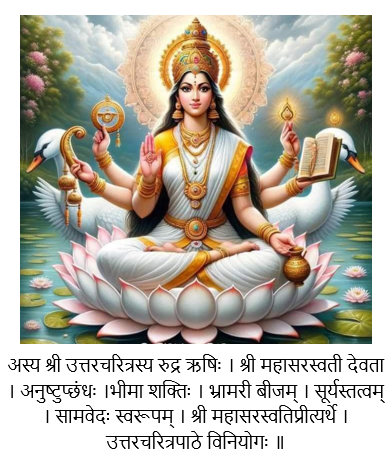 अस्य श्री उत्तरचरित्रस्य रुद्र ऋषिः । श्री महासरस्वती देवता
। अनुष्टुप्छंधः ।भीमा शक्तिः । भ्रामरी बीजम् । सूर्यस्तत्वम्
। सामवेदः स्वरूपम् । श्री महासरस्वतिप्रीत्यर्थे ।
उत्तरचरित्रपाठे विनियोगः ॥